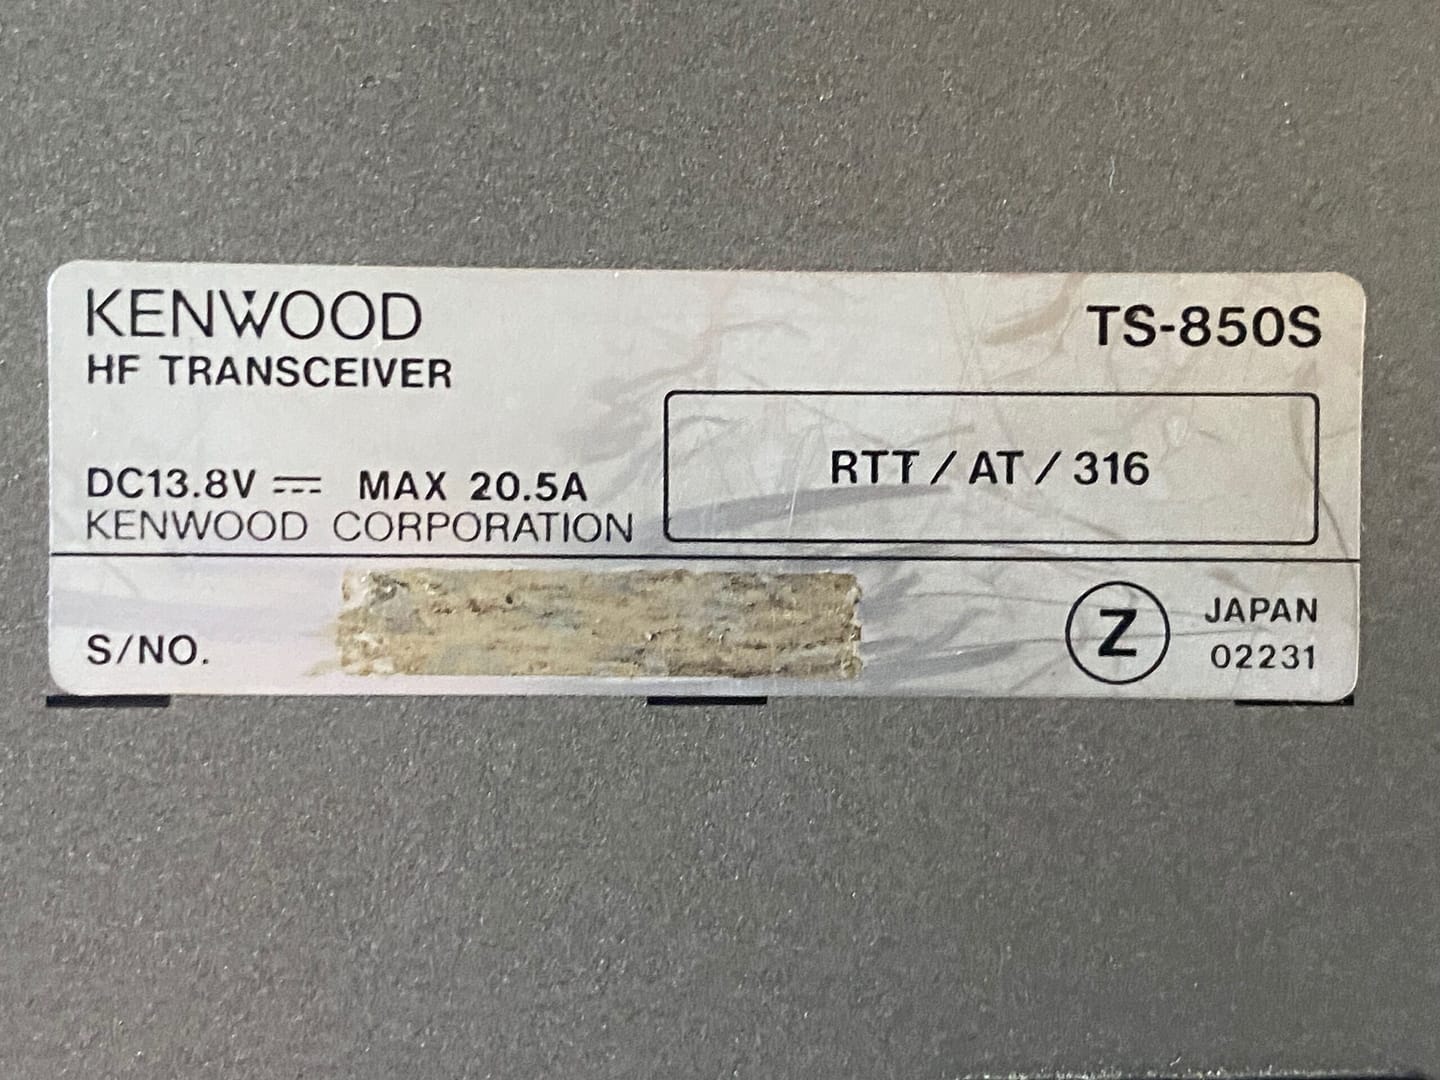 KENWOOD
TS-850S
HF TRANSCEIVER
RTT / AT / 316
DC13.8V ⎓ MAX 20.5A
KENWOOD CORPORATION
S/NO.
Z
JAPAN
02231